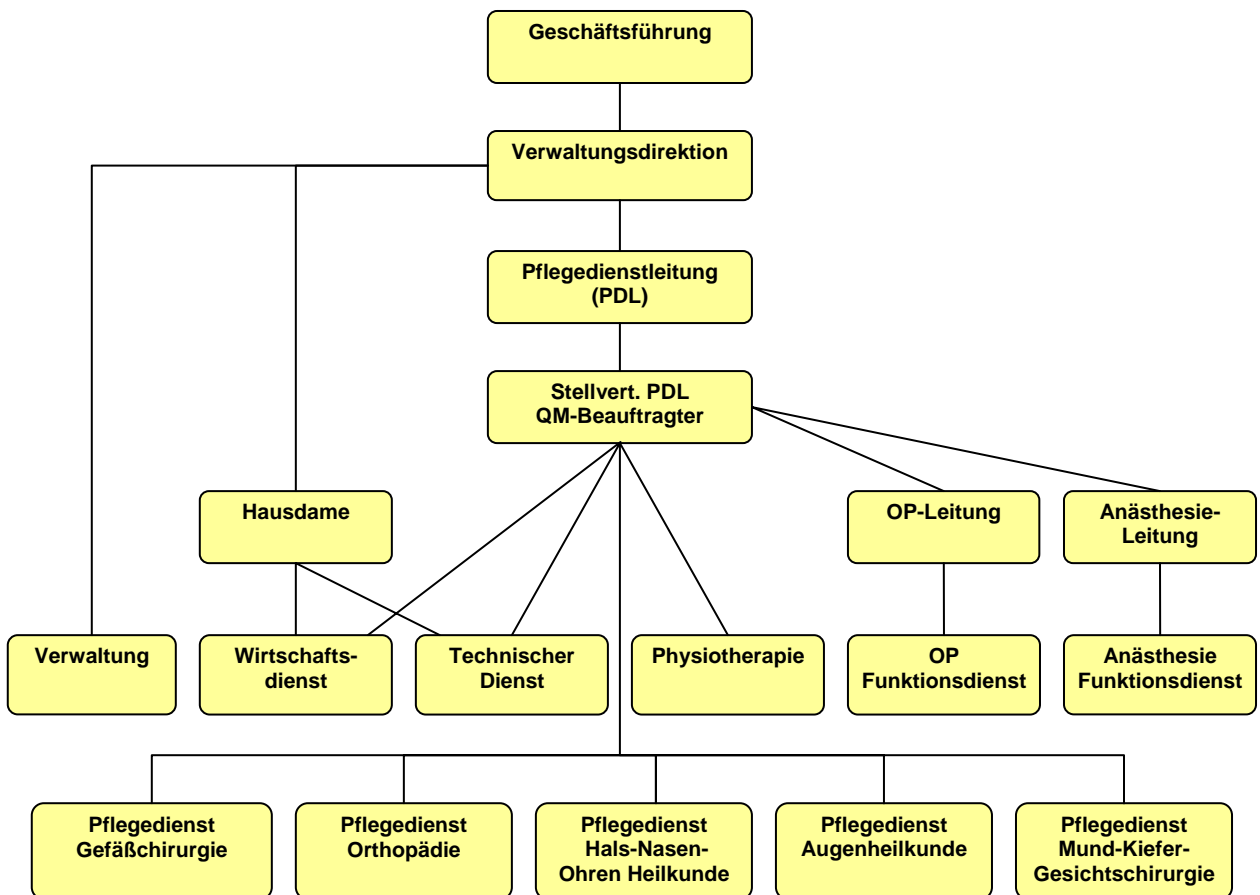 Geschäftsführung
Verwaltungsdirektion
Pflegedienstleitung
(PDL)
Stellvert. PDL
QM-Beauftragter
Hausdame
OP-Leitung
Anästhesie-
Leitung
Verwaltung
Wirtschafts-
dienst
Technischer
Dienst
Physiotherapie
OP
Funktionsdienst
Anästhesie
Funktionsdienst
Pflegedienst
Gefäßchirurgie
Pflegedienst
Orthopädie
Pflegedienst
Hals-Nasen-
Ohren Heilkunde
Pflegedienst
Augenheilkunde
Pflegedienst
Mund-Kiefer-
Gesichtschirurgie